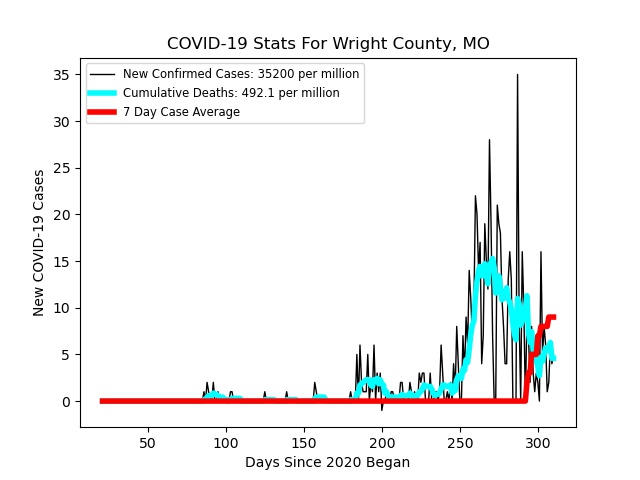 COVID-19 Stats For Wright County, MO
New Confirmed Cases: 35200 per million
Cumulative Deaths: 492.1 per million
7 Day Case Average
New COVID-19 Cases
35
30
25
20
15
10
5
0
50 100 150 200 250 300
Days Since 2020 Began